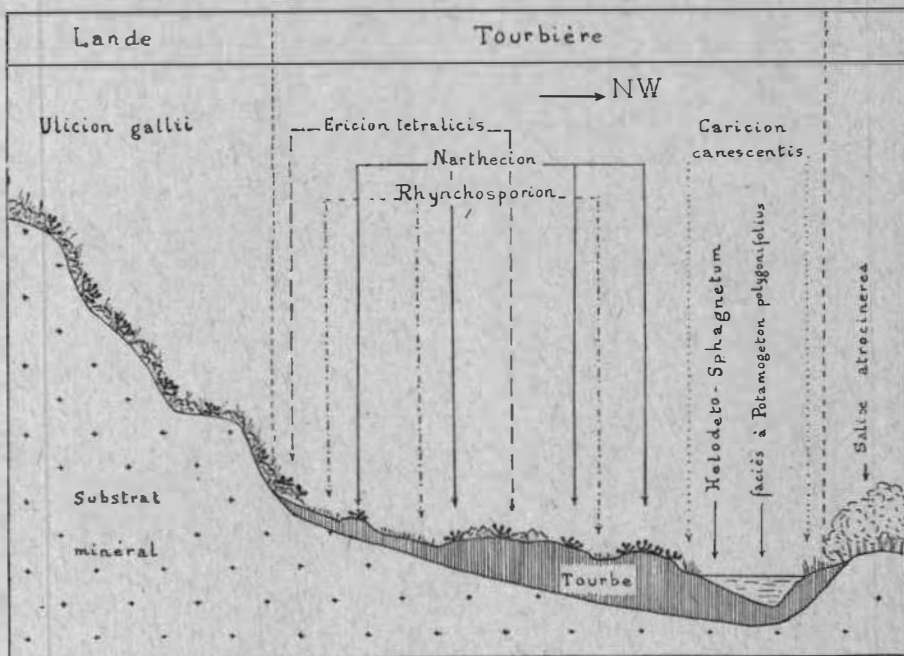 Lande
Tourbière
NW
Ulicion gallii
Ericion tetralicis
Caricion
canescentis
Narthecion
Rhynchosporion
Helodeto - Sphagnetum
faciès à Potamogeton polygonifolius
Salix atrocinerea
Substrat
minéral
Tourbe